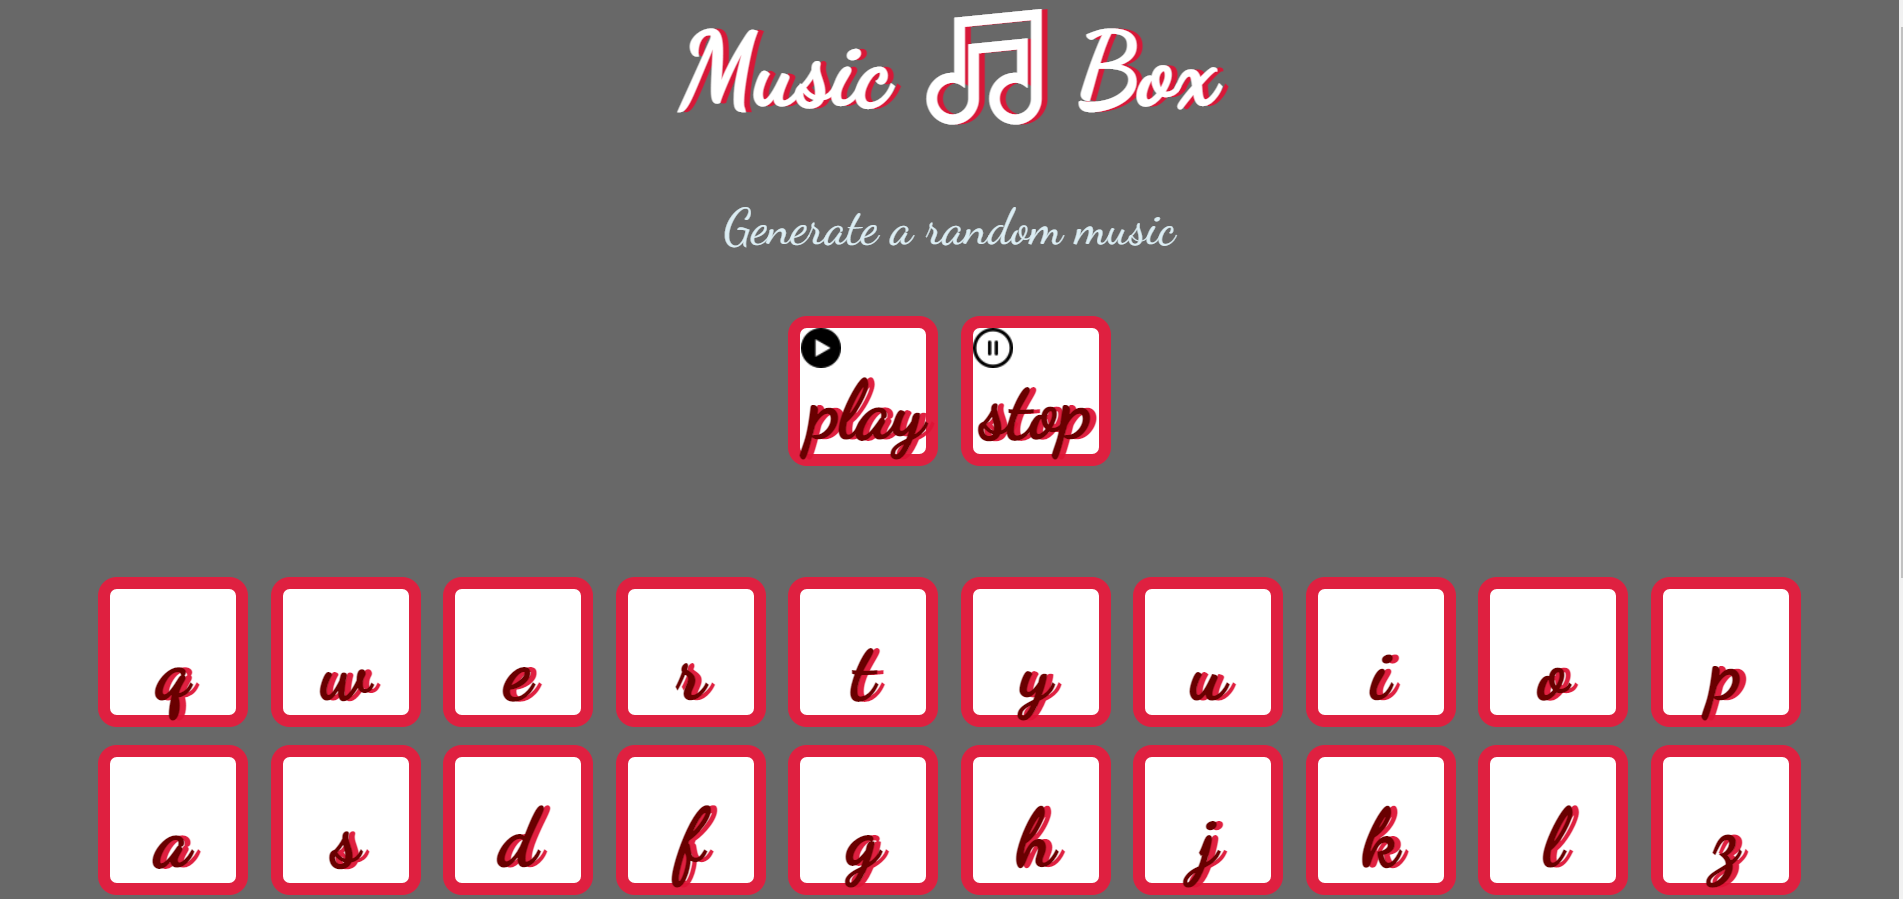 Music Box
Generate a random music
play stop
q w e r t y u i o p
a s d f g h j k l z